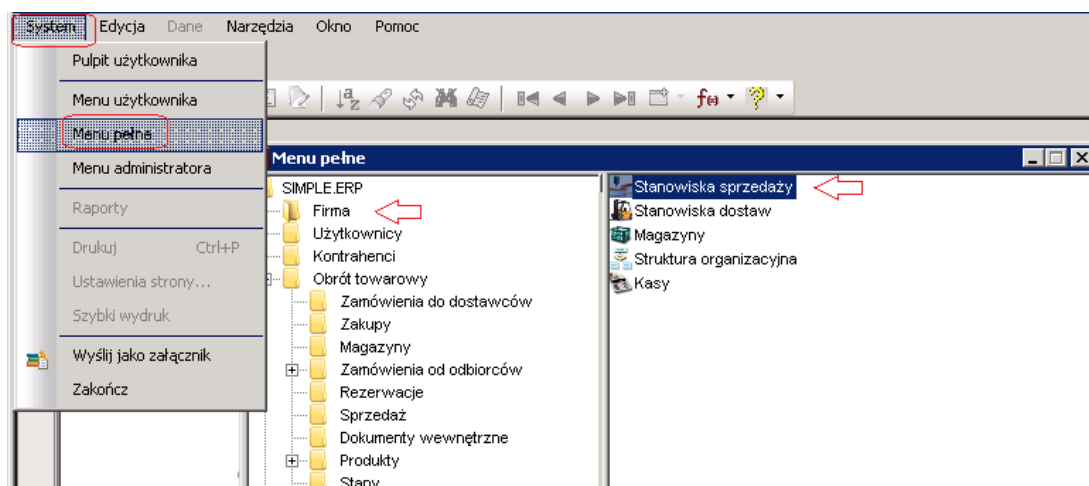 System Edycja Dane Narzędzia Okno Pomoc
Pulpit użytkownika
Menu użytkownika
Menu pełne
Menu administratora
Raporty
Drukuj Ctrl+P
Ustawienia strony...
Szybki wydruk
Wyślij jako załącznik
Zakończ
Menu pełne
SIMPLE.ERP
Firma
Użytkownicy
Kontrahenci
Obrót towarowy
Zamówienia do dostawców
Zakupy
Magazyny
Zamówienia od odbiorców
Rezerwacje
Sprzedaż
Dokumenty wewnętrzne
Produkty
Stany
Stanowiska sprzedaży
Stanowiska dostaw
Magazyny
Struktura organizacyjna
Kasy